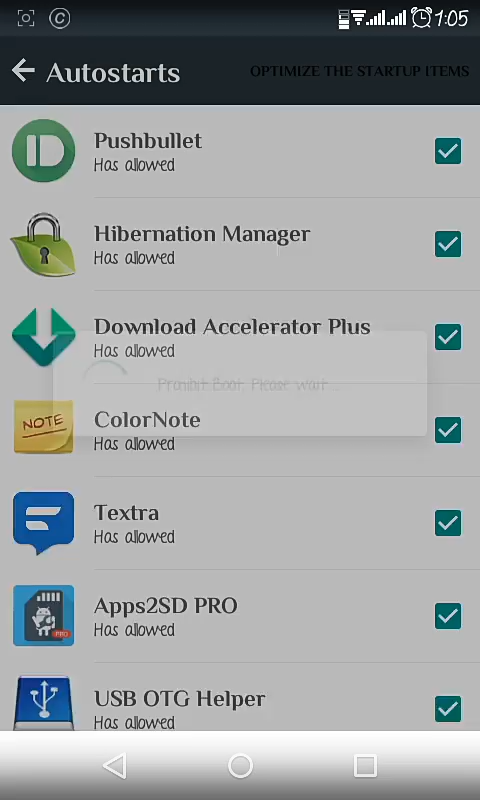 © 1:05
Autostarts OPTIMIZE THE STARTUP ITEMS
Pushbullet
Has allowed
Hibernation Manager
Has allowed
Download Accelerator Plus
Has allowed
Prohibit Boot. Please wait...
ColorNote
NOTE
Has allowed
Textra
Has allowed
Apps2SD PRO
PRO
Has allowed
USB OTG Helper
Has allowed